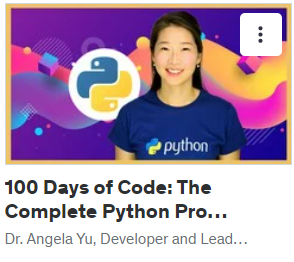 python
100 Days of Code: The
Complete Python Pro...
Dr. Angela Yu, Developer and Lead...